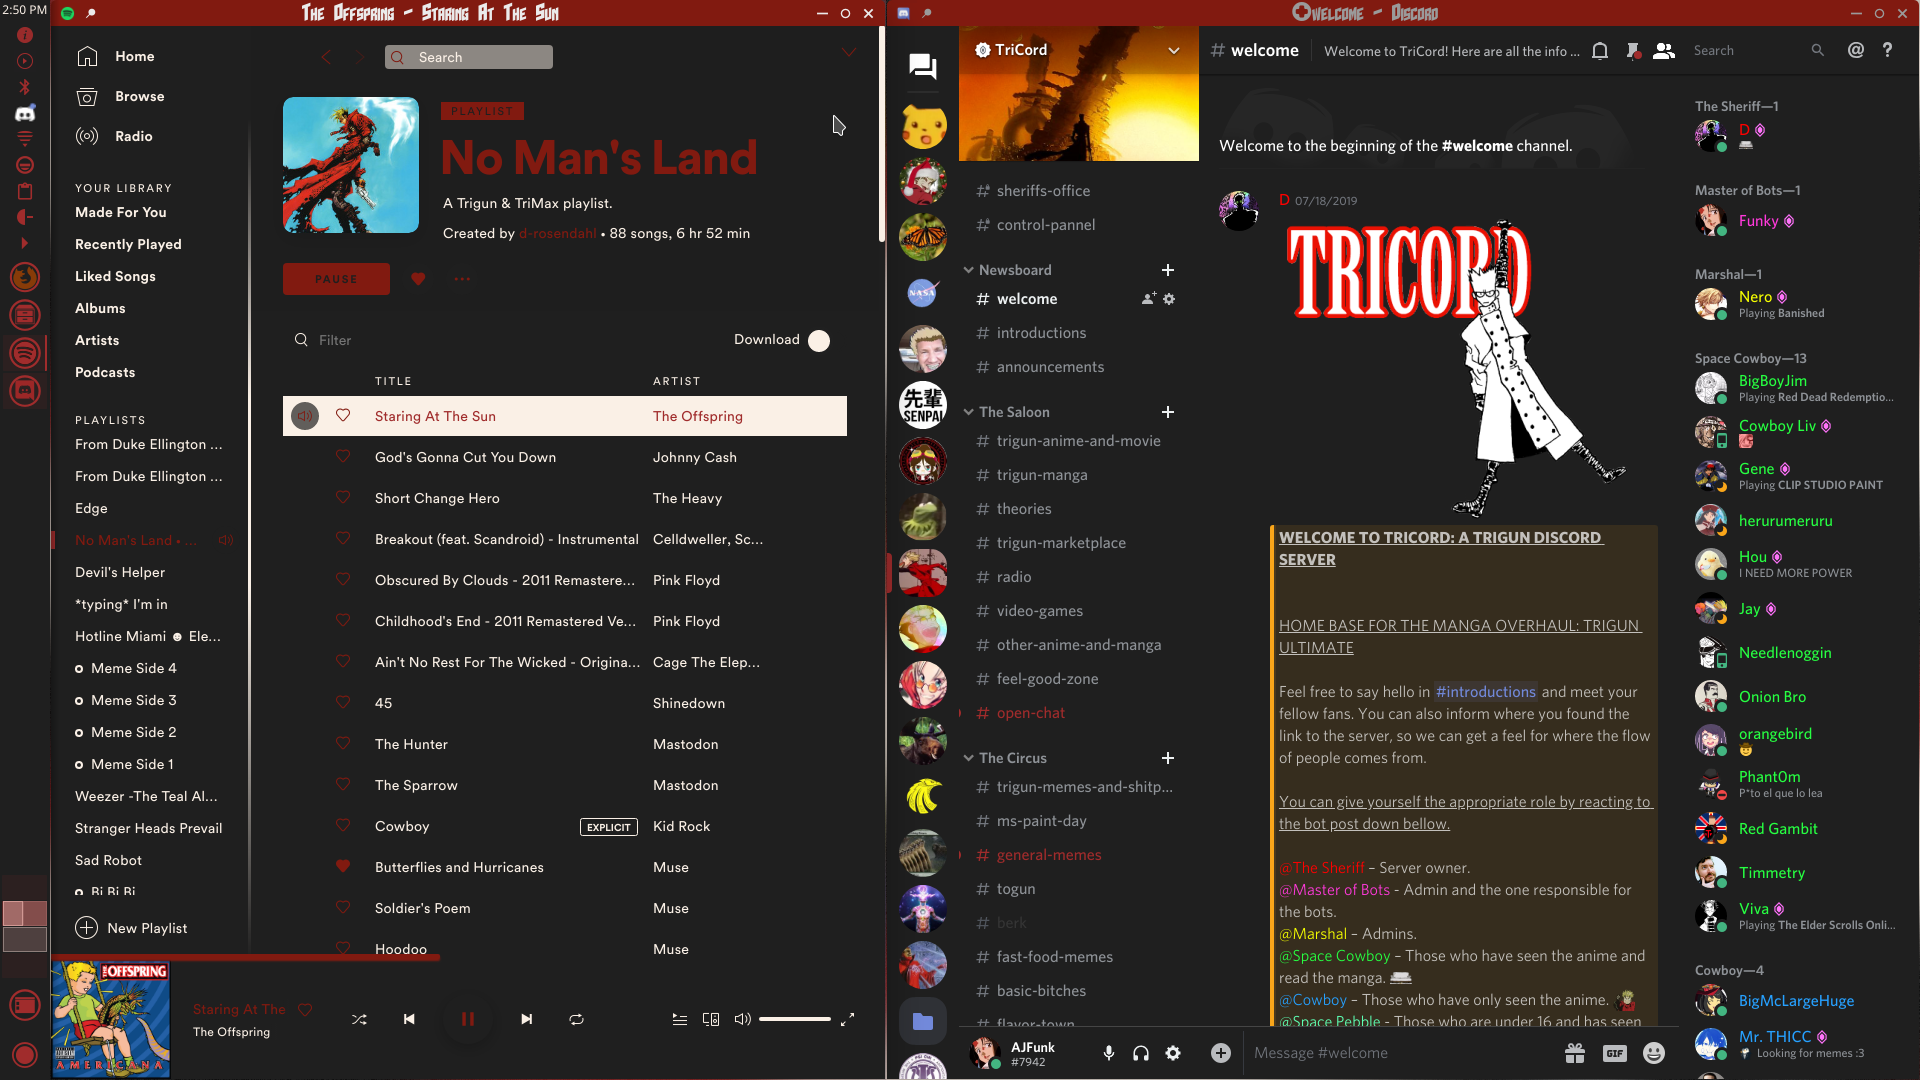 2:50 PM
The Offspring - Staring At The Sun
Home
Browse
Radio
YOUR LIBRARY
Made For You
Recently Played
Liked Songs
Albums
Artists
Podcasts
PLAYLISTS
From Duke Ellington ...
From Duke Ellington ...
Edge
No Man's Land • ...
Devil's Helper
*typing* I'm in
Hotline Miami ☻ Ele...
Meme Side 4
Meme Side 3
Meme Side 2
Meme Side 1
Weezer -The Teal Al...
Stranger Heads Prevail
Sad Robot
Bi Bi Bi
New Playlist
Search
PLAYLIST
No Man's Land
A Trigun & TriMax playlist.
Created by d-rosendahl • 88 songs, 6 hr 52 min
PAUSE
Filter
Download
TITLE ARTIST
Staring At The Sun The Offspring
God's Gonna Cut You Down Johnny Cash
Short Change Hero The Heavy
Breakout (feat. Scandroid) - Instrumental Celldweller, Sc...
Obscured By Clouds - 2011 Remastere... Pink Floyd
Childhood's End - 2011 Remastered Ve... Pink Floyd
Ain't No Rest For The Wicked - Origina... Cage The Elep...
45 Shinedown
The Hunter Mastodon
The Sparrow Mastodon
Cowboy EXPLICIT Kid Rock
Butterflies and Hurricanes Muse
Soldier's Poem Muse
Hoodoo Muse
THE OFFSPRING
AMERICANA
Staring At The
The Offspring
welcome - Discord
NASA
先輩
SENPAI
TriCord
# sheriffs-office
# control-pannel
Newsboard
# welcome
# introductions
# announcements
The Saloon
# trigun-anime-and-movie
# trigun-manga
# theories
# trigun-marketplace
# radio
# video-games
# other-anime-and-manga
# feel-good-zone
# open-chat
The Circus
# trigun-memes-and-shitp...
# ms-paint-day
# general-memes
# togun
# berk
# fast-food-memes
# basic-bitches
# flavor-town
AJFunk
#7942
# welcome Welcome to TriCord! Here are all the info ...
Search
@ ?
Welcome to the beginning of the #welcome channel.
D 07/18/2019
TRICORD
WELCOME TO TRICORD: A TRIGUN DISCORD
SERVER
HOME BASE FOR THE MANGA OVERHAUL: TRIGUN
ULTIMATE
Feel free to say hello in #introductions and meet your
fellow fans. You can also inform where you found the
link to the server, so we can get a feel for where the flow
of people comes from.
You can give yourself the appropriate role by reacting to
the bot post down bellow.
@The Sheriff - Server owner.
@Master of Bots - Admin and the one responsible for
the bots.
@Marshal - Admins.
@Space Cowboy - Those who have seen the anime and
read the manga.
@Cowboy - Those who have only seen the anime.
@Space Pebble - Those who are under 16 and has seen
Message #welcome
GIF
The Sheriff—1
D
Master of Bots—1
Funky
Marshal—1
Nero
Playing Banished
Space Cowboy—13
BigBoyJim
Playing Red Dead Redemptio...
Cowboy Liv
Gene
Playing CLIP STUDIO PAINT
herurumeruru
Hou
I NEED MORE POWER
Jay
Needlenoggin
Onion Bro
orangebird
Phant0m
P*to el que lo lea
Red Gambit
Timmetry
Viva
Playing The Elder Scrolls Onli...
Cowboy—4
BigMcLargeHuge
Mr. THICC
Looking for memes :3